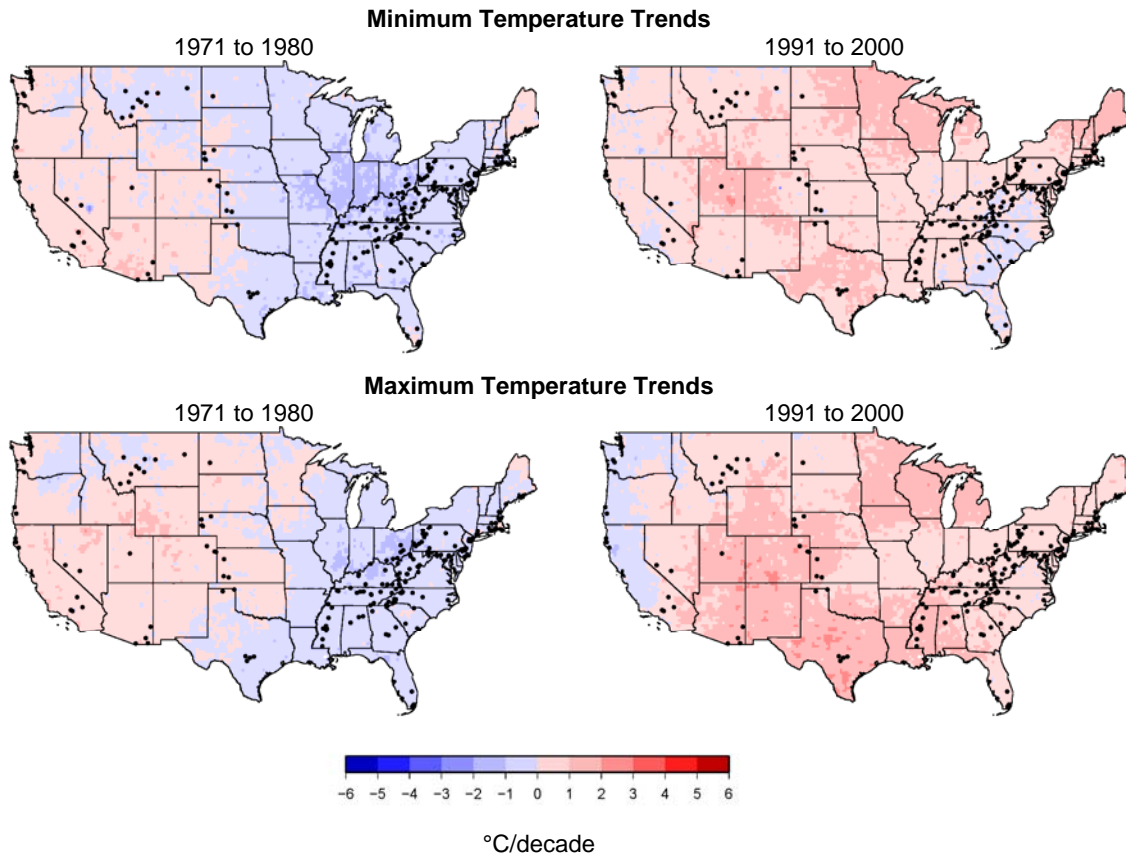 Minimum Temperature Trends
1971 to 1980 1991 to 2000
Maximum Temperature Trends
1971 to 1980 1991 to 2000
−6 −5 −4 −3 −2 −1 0 1 2 3 4 5 6
°C/decade